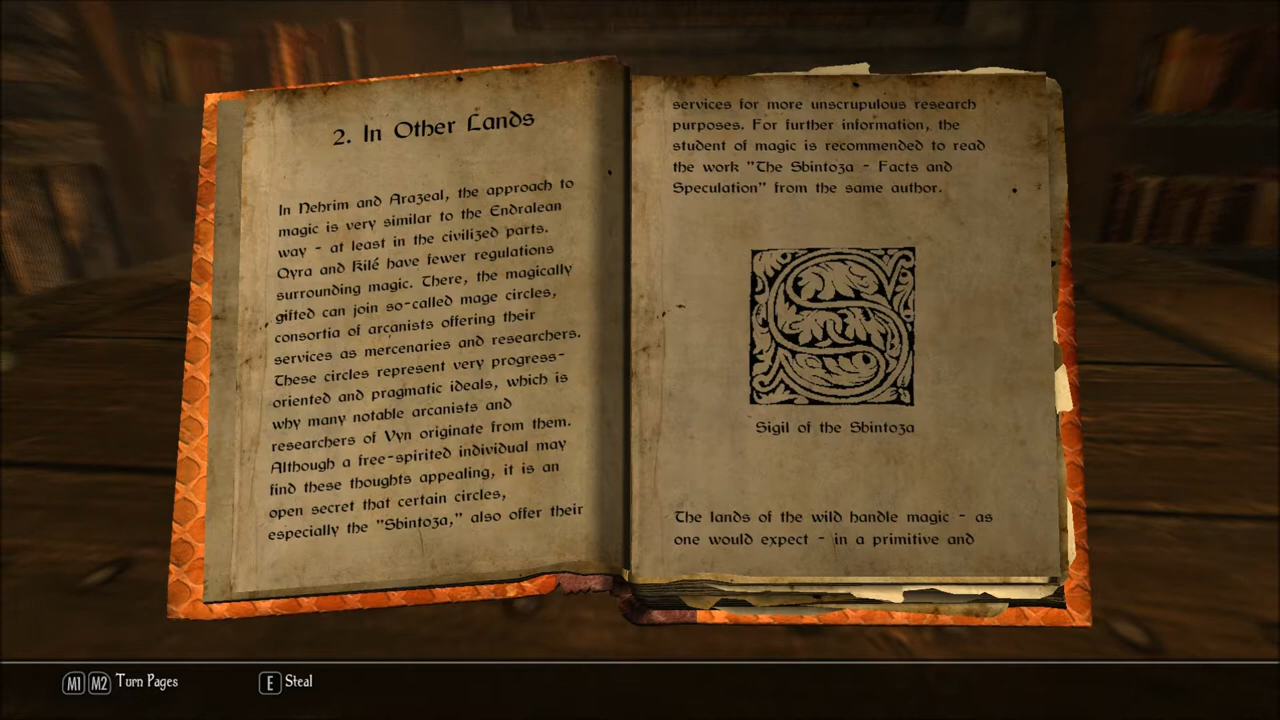 2. In Other Lands
In Nehrim and Arazeal, the approach to
magic is very similar to the Endralean
way - at least in the civilized parts.
Qyra and Kilé have fewer regulations
surrounding magic. There, the magically
gifted can join so-called mage circles,
consortia of arcanists offering their
services as mercenaries and researchers.
These circles represent very progress-
oriented and pragmatic ideals, which is
why many notable arcanists and
researchers of Vyn originate from them.
Although a free-spirited individual may
find these thoughts appealing, it is an
open secret that certain circles,
especially the "Sbintoza," also offer their
services for more unscrupulous research
purposes. For further information, the
student of magic is recommended to read
the work "The Sbintoza - Facts and
Speculation" from the same author.
S
Sigil of the Sbintoza
The lands of the wild handle magic - as
one would expect - in a primitive and
M1 M2 Turn Pages
E Steal